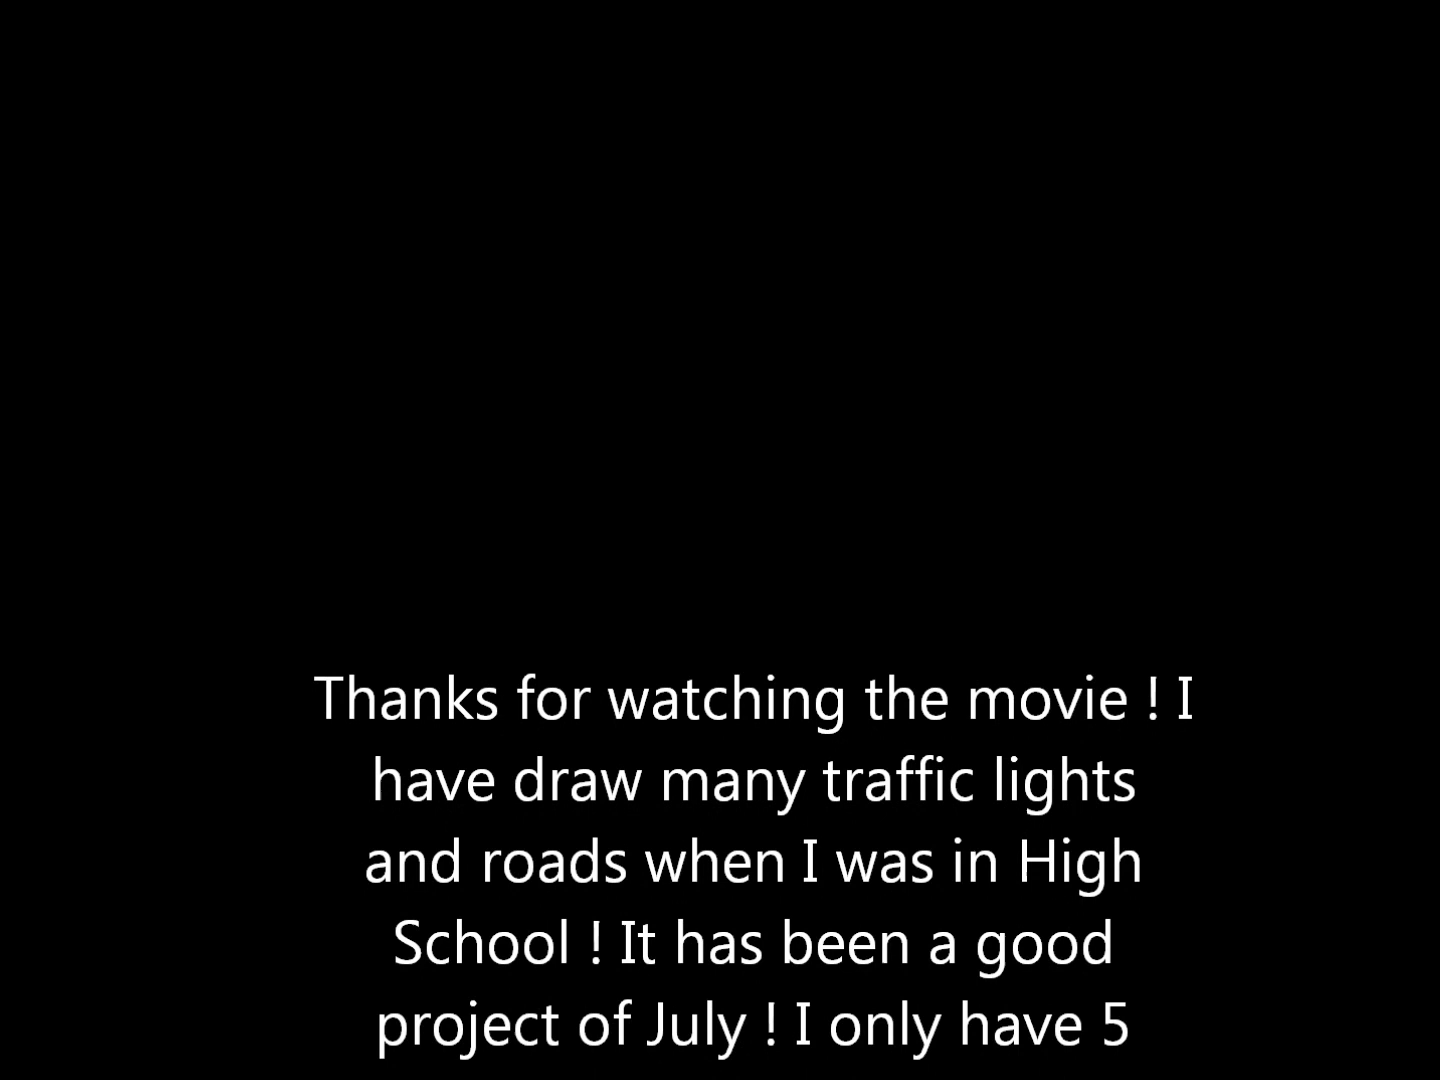 Thanks for watching the movie ! I
have draw many traffic lights
and roads when I was in High
School ! It has been a good
project of July ! I only have 5